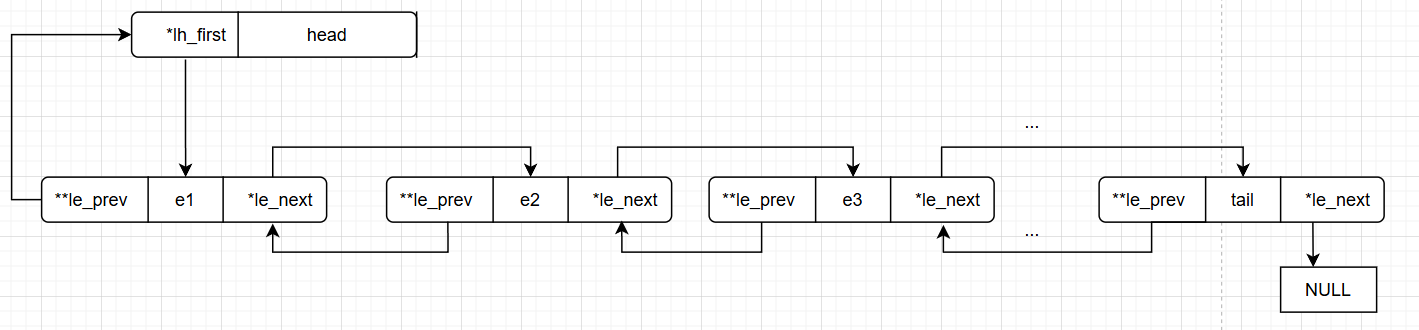 *lh_first head
...
**le_prev e1 *le_next **le_prev e2 *le_next **le_prev e3 *le_next **le_prev tail *le_next
...
NULL